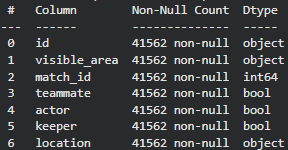 #   Column        Non-Null Count  Dtype
---  ------        --------------  -----
0   id            41562 non-null  object
1   visible_area  41562 non-null  object
2   match_id      41562 non-null  int64
3   teammate      41562 non-null  bool
4   actor         41562 non-null  bool
5   keeper        41562 non-null  bool
6   location      41562 non-null  object